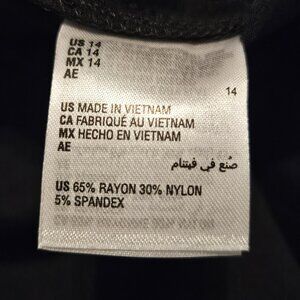 US 14
CA 14
MX 14
AE
14
US MADE IN VIETNAM
CA FABRIQUÉ AU VIETNAM
MX HECHO EN VIETNAM
AE
صُنع في فيتنام
US 65% RAYON 30% NYLON
5% SPANDEX